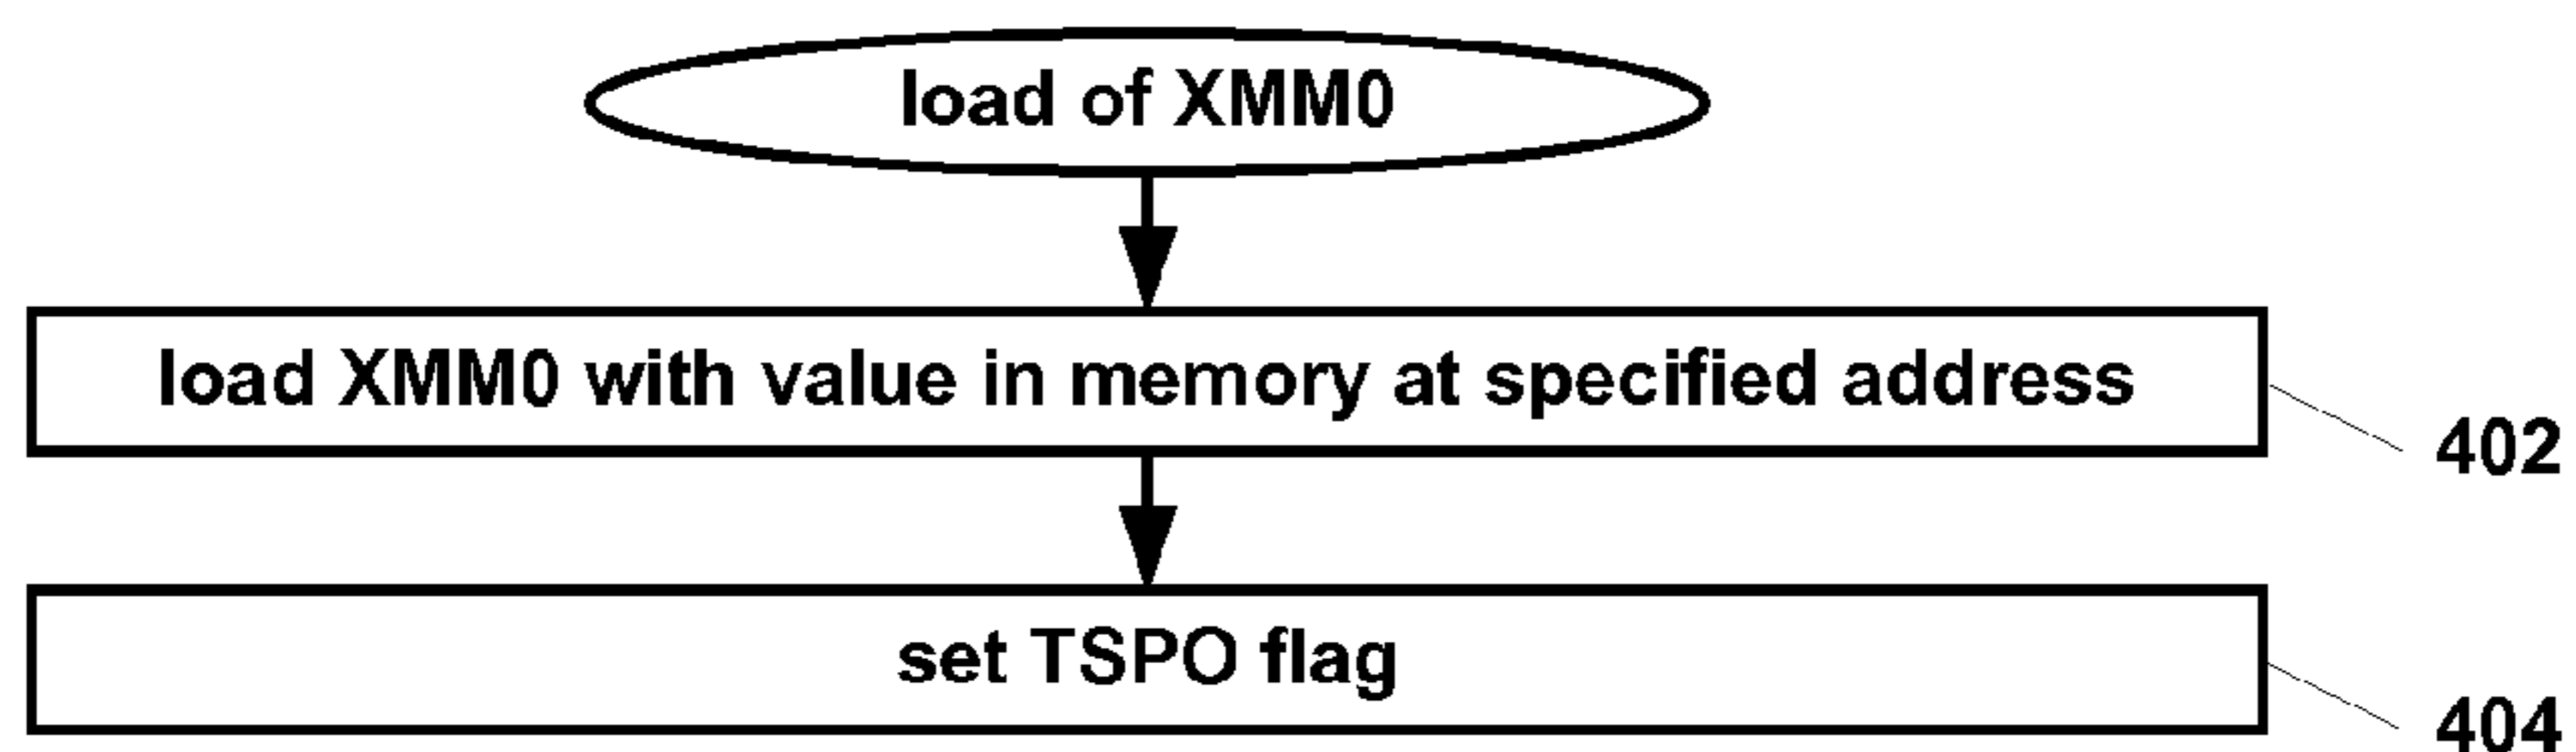 load of XMM0
load XMM0 with value in memory at specified address
402
set TSPO flag
404